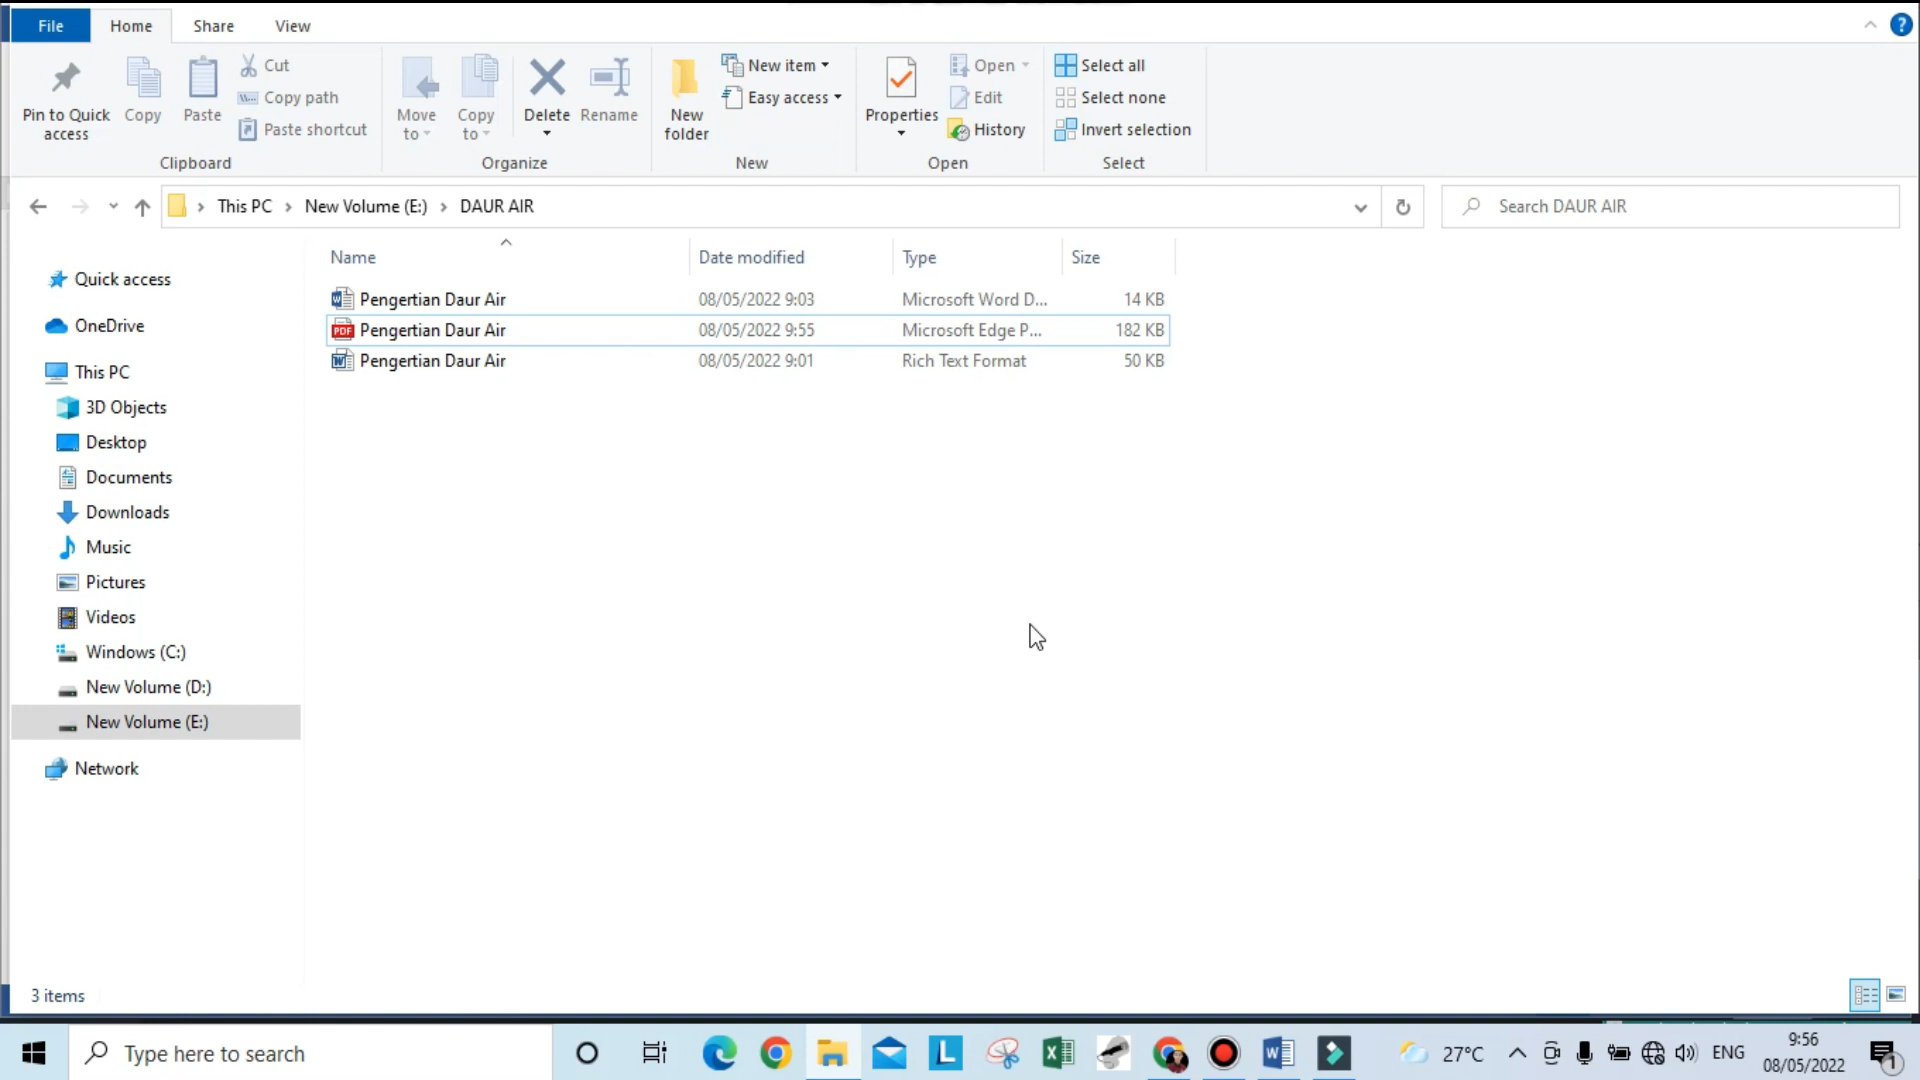 File Home Share View ?
Pin to Quick access
Copy
Paste
Cut
Copy path
Paste shortcut
Clipboard
Move to
Copy to
Delete
Rename
Organize
New folder
New item
Easy access
New
Properties
Open
Edit
History
Open
Select all
Select none
Invert selection
Select
This PC > New Volume (E:) > DAUR AIR
Search DAUR AIR
Quick access
OneDrive
This PC
3D Objects
Desktop
Documents
Downloads
Music
Pictures
Videos
Windows (C:)
New Volume (D:)
New Volume (E:)
Network
Name Date modified Type Size
Pengertian Daur Air 08/05/2022 9:03 Microsoft Word D... 14 KB
PDF Pengertian Daur Air 08/05/2022 9:55 Microsoft Edge P... 182 KB
Pengertian Daur Air 08/05/2022 9:01 Rich Text Format 50 KB
3 items
Type here to search
27°C
ENG
9:56
08/05/2022
1